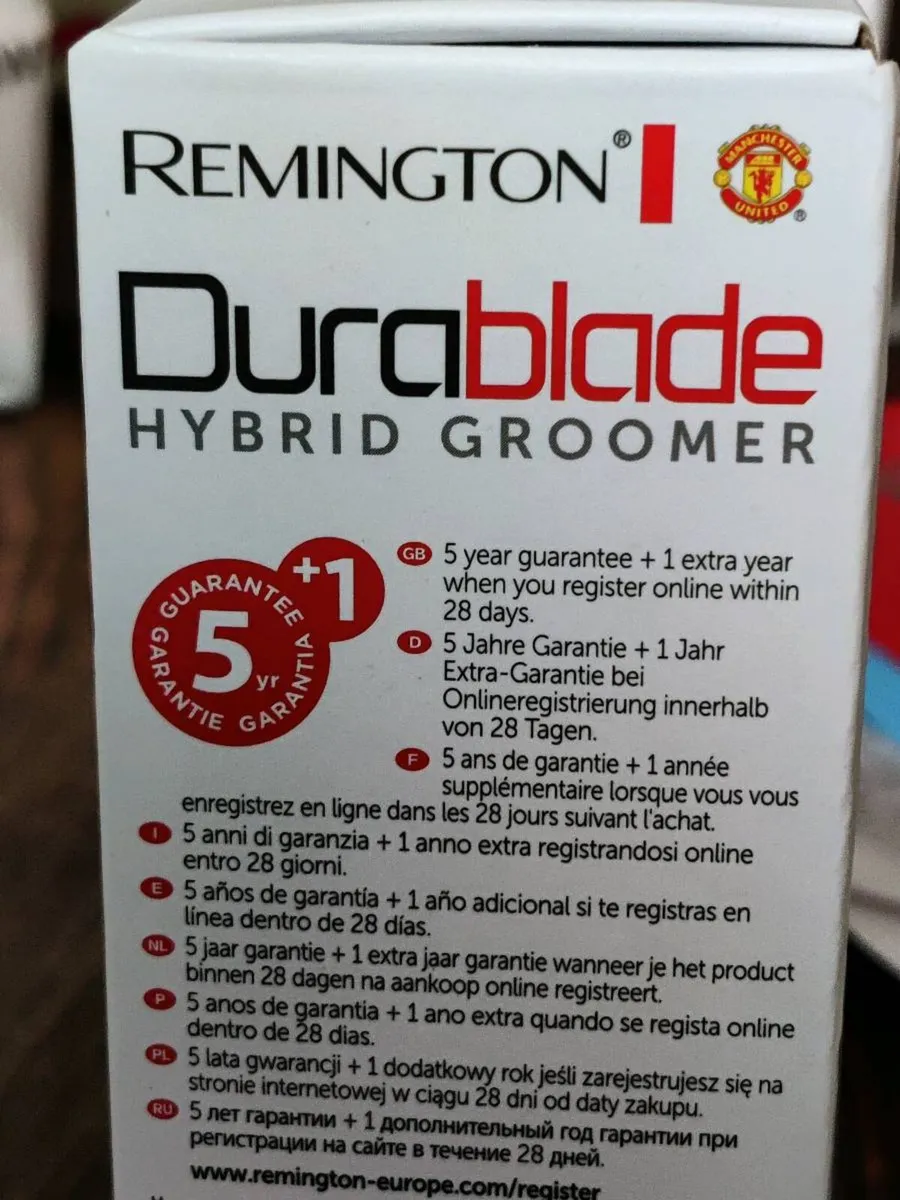 REMINGTON®
MANCHESTER
UNITED
®
Durablade
HYBRID GROOMER
GUARANTEE
GARANTIE GARANTIA
5 yr
+1
GB 5 year guarantee + 1 extra year
when you register online within
28 days.
D 5 Jahre Garantie + 1 Jahr
Extra-Garantie bei
Onlineregistrierung innerhalb
von 28 Tagen.
F 5 ans de garantie + 1 année
supplémentaire lorsque vous vous
enregistrez en ligne dans les 28 jours suivant l'achat.
I 5 anni di garanzia + 1 anno extra registrandosi online
entro 28 giorni.
E 5 años de garantía + 1 año adicional si te registras en
línea dentro de 28 días.
NL 5 jaar garantie + 1 extra jaar garantie wanneer je het product
binnen 28 dagen na aankoop online registreert.
P 5 anos de garantia + 1 ano extra quando se regista online
dentro de 28 dias.
PL 5 lata gwarancji + 1 dodatkowy rok jeśli zarejestrujesz się na
stronie internetowej w ciągu 28 dni od daty zakupu.
RU 5 лет гарантии + 1 дополнительный год гарантии при
регистрации на сайте в течение 28 дней.
www.remington-europe.com/register